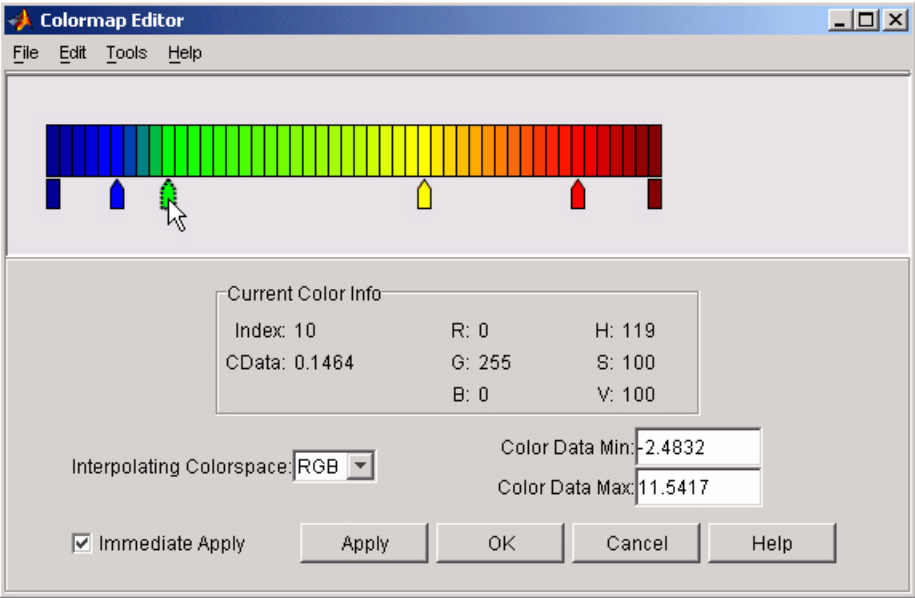 Colormap Editor
File Edit Tools Help
Current Color Info
Index: 10 R: 0 H: 119
CData: 0.1464 G: 255 S: 100
B: 0 V: 100
Interpolating Colorspace: RGB
Color Data Min: -2.4832
Color Data Max: 11.5417
Immediate Apply Apply OK Cancel Help